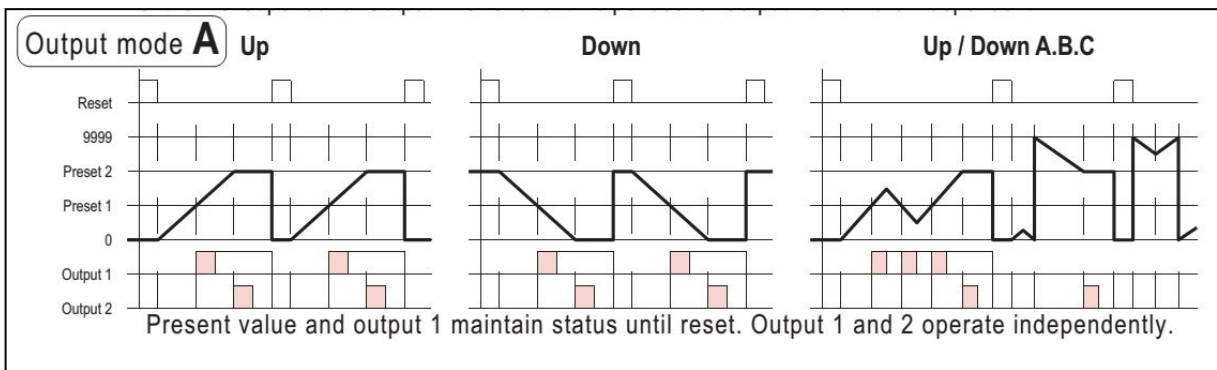 Output mode A Up Down Up / Down A.B.C
Reset
9999
Preset 2
Preset 1
0
Output 1
Output 2
Present value and output 1 maintain status until reset. Output 1 and 2 operate independently.